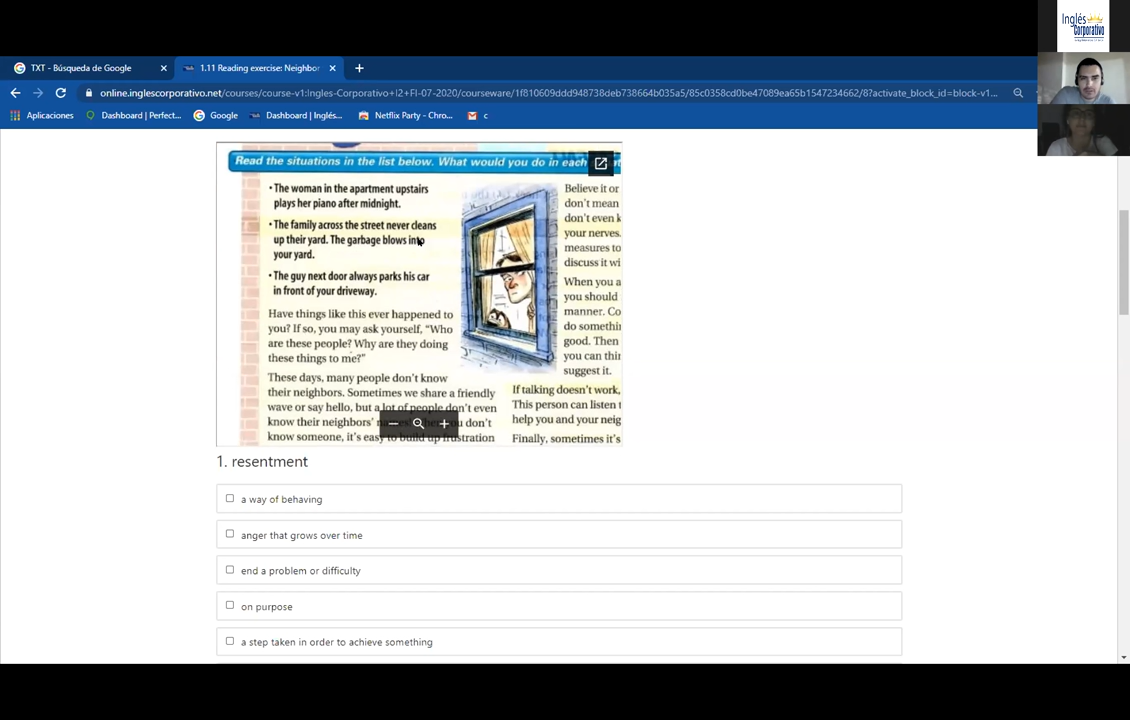 Inglés
Corporativo
TXT - Búsqueda de Google
1.11 Reading exercise: Neighbor
online.inglescorporativo.net/courses/course-v1:Ingles-Corporativo+I2+FI-07-2020/courseware/1f810609ddd948738deb738664b035a5/85c0358cd0be47089ea65b1547234662/8?activate_block_id=block-v1...
Aplicaciones
Dashboard | Perfect...
Google
Dashboard | Inglés...
Netflix Party - Chro...
c
Read the situations in the list below. What would you do in each
• The woman in the apartment upstairs
plays her piano after midnight.
• The family across the street never cleans
up their yard. The garbage blows into
your yard.
• The guy next door always parks his car
in front of your driveway.
Have things like this ever happened to
you? If so, you may ask yourself, "Who
are these people? Why are they doing
these things to me?"
These days, many people don't know
their neighbors. Sometimes we share a friendly
wave or say hello, but a lot of people don't even
know their neighbors' you don't
know someone, it's easy to build up frustration
Believe it or
don't mean
don't even k
your nerves.
measures to
discuss it wi
When you a
you should
manner. Co
do somethi
good. Then
you can thi
suggest it.
If talking doesn't work,
This person can listen
help you and your neig
Finally, sometimes it's
1. resentment
a way of behaving
anger that grows over time
end a problem or difficulty
on purpose
a step taken in order to achieve something